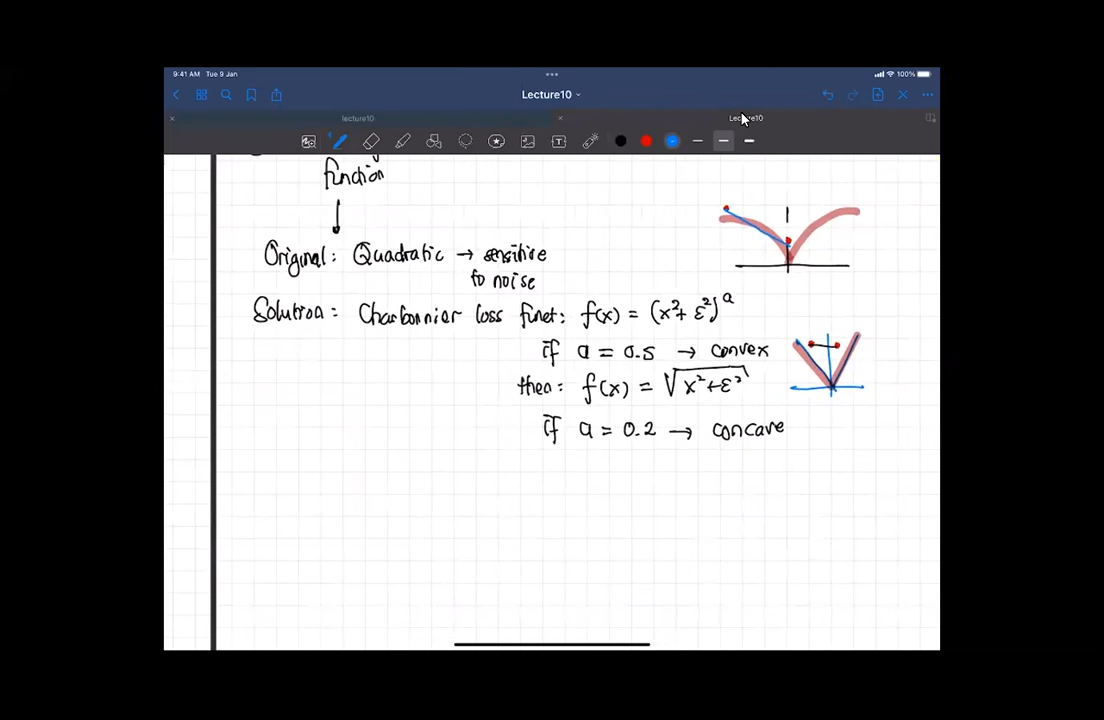 9:41 AM Tue 9 Jan
100%
Lecture10
lecture10
Lecture10
function
Original: Quadratic → sensitive
to noise
Solution: Charbonnier loss funct: f(x) = (x²+ε²)^a
if a = 0.5 → convex
then: f(x) = √(x²+ε²)
if a = 0.2 → concave